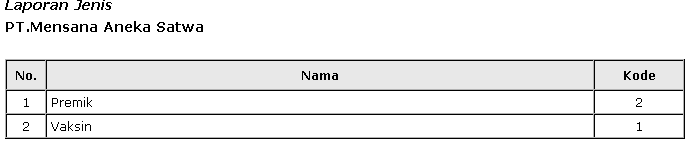 Laporan Jenis
PT.Mensana Aneka Satwa
No. Nama Kode
1 Premik 2
2 Vaksin 1